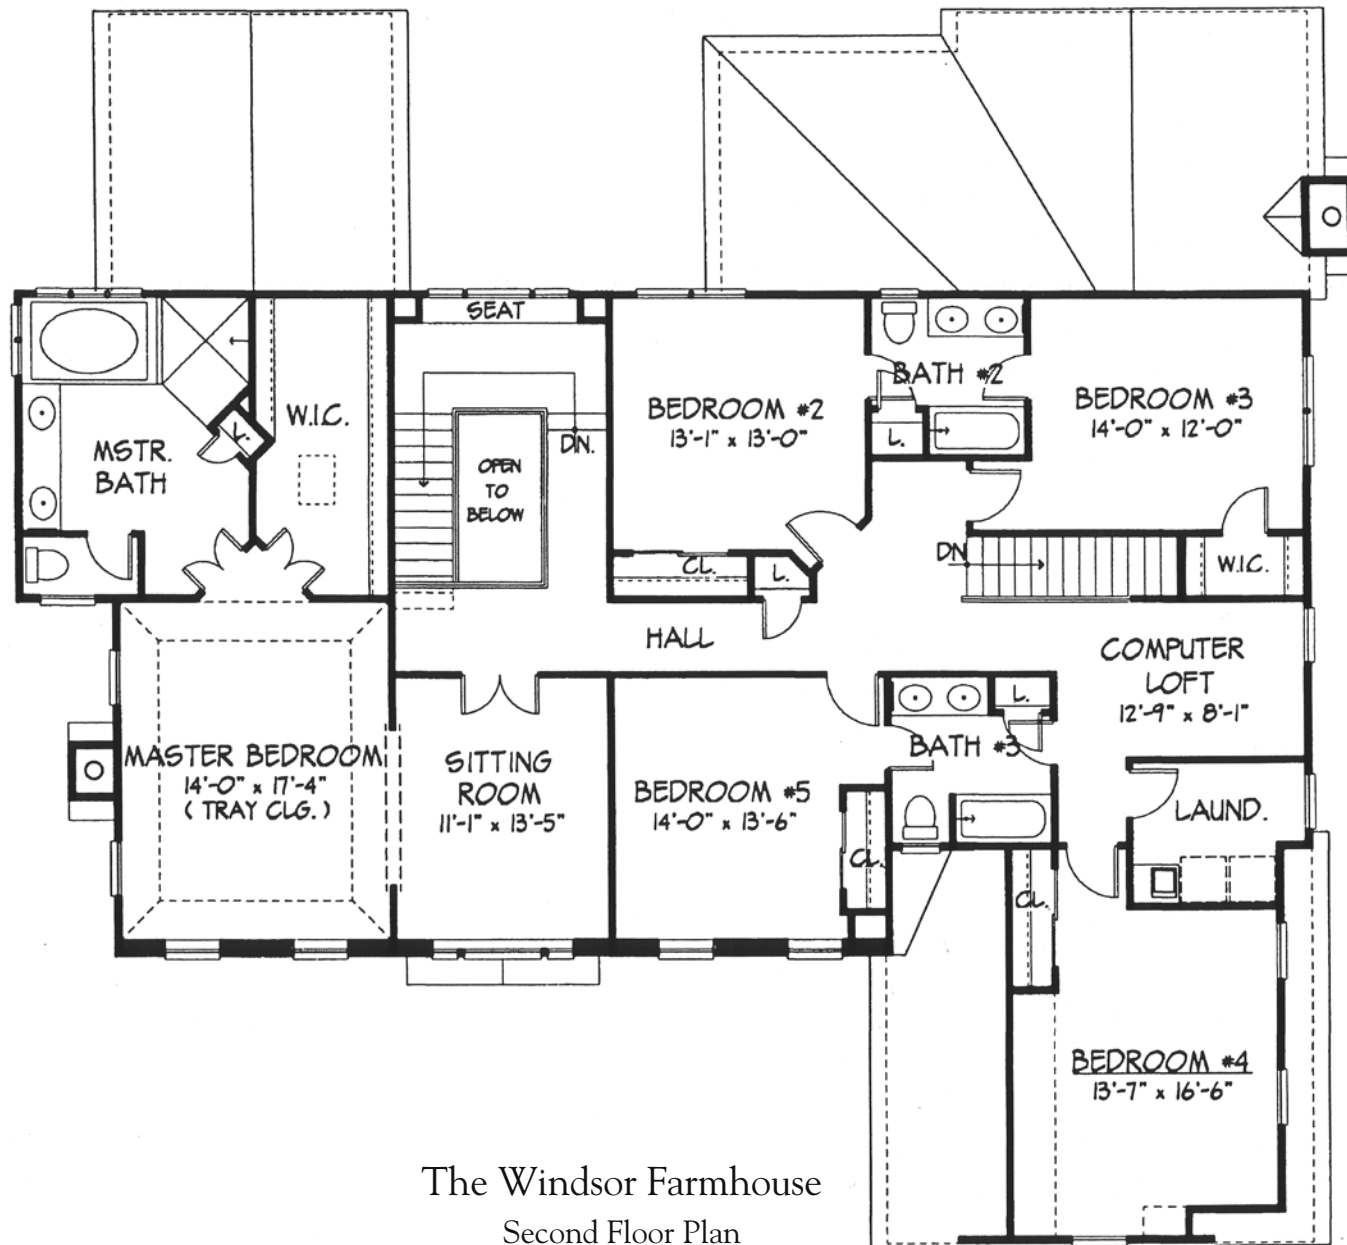 SEAT
MSTR.
BATH
L.
W.I.C.
OPEN
TO
BELOW
DN.
BEDROOM #2
13'-1" x 13'-0"
CL.
L.
BATH #2
L.
BEDROOM #3
14'-0" x 12'-0"
DN
W.I.C.
HALL
COMPUTER
LOFT
12'-9" x 8'-1"
MASTER BEDROOM
14'-0" x 17'-4"
( TRAY CLG. )
SITTING
ROOM
11'-1" x 13'-5"
BEDROOM #5
14'-0" x 13'-6"
CL.
BATH #3
L.
LAUND.
CL.
BEDROOM #4
13'-7" x 16'-6"
The Windsor Farmhouse
Second Floor Plan